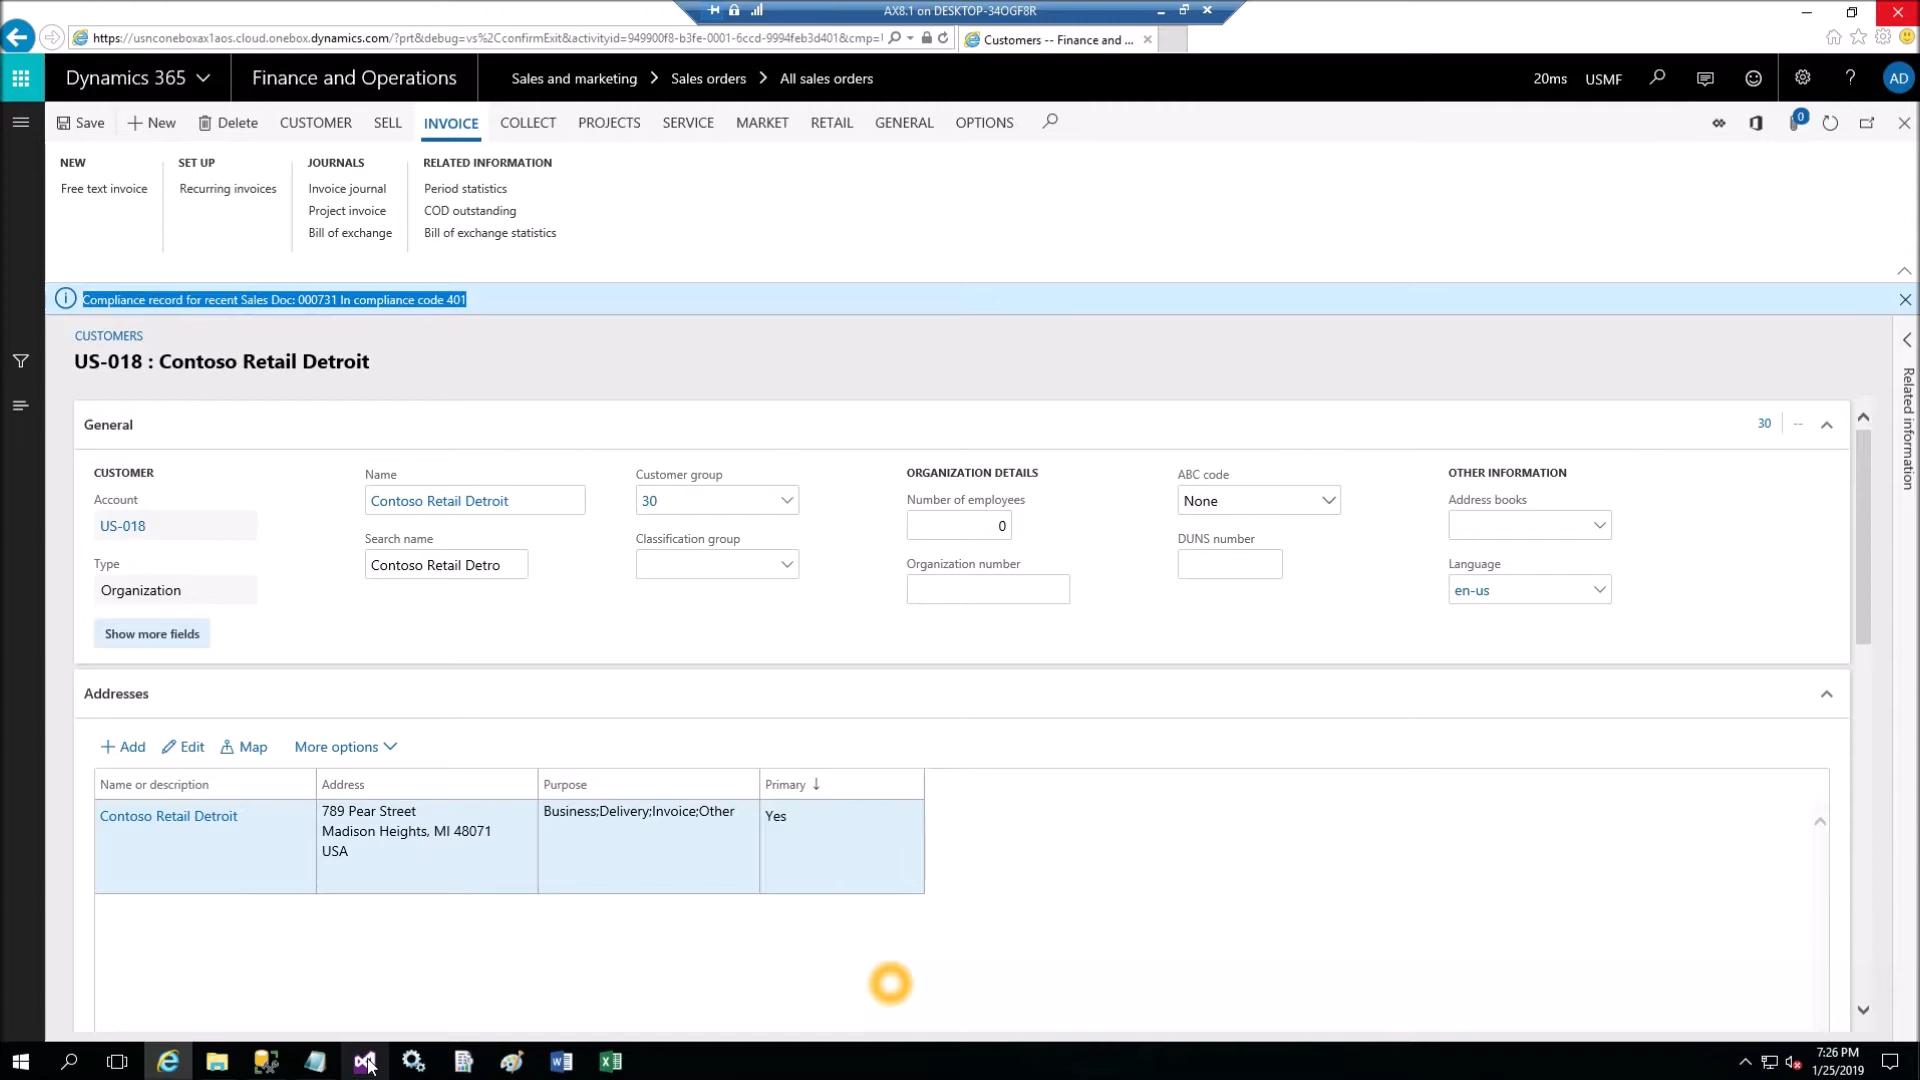 AX8.1 on DESKTOP-34OGF8R
https://usnconeboxax1aos.cloud.onebox.dynamics.com/?prt&debug=vs%2CconfirmExit&activityid=949900f8-b3fe-0001-6ccd-9994feb3d401&cmp=
Customers -- Finance and ...
Dynamics 365
Finance and Operations
Sales and marketing > Sales orders > All sales orders
20ms USMF
? AD
Save
New
Delete
CUSTOMER SELL INVOICE COLLECT PROJECTS SERVICE MARKET RETAIL GENERAL OPTIONS
0
NEW
Free text invoice
SET UP
Recurring invoices
JOURNALS
Invoice journal
Project invoice
Bill of exchange
RELATED INFORMATION
Period statistics
COD outstanding
Bill of exchange statistics
Compliance record for recent Sales Doc: 000731 In compliance code 401
CUSTOMERS
US-018 : Contoso Retail Detroit
Related information
General
30 --
CUSTOMER
Account
US-018
Type
Organization
Show more fields
Name
Contoso Retail Detroit
Search name
Contoso Retail Detro
Customer group
30
Classification group
ORGANIZATION DETAILS
Number of employees
0
Organization number
ABC code
None
DUNS number
OTHER INFORMATION
Address books
Language
en-us
Addresses
Add
Edit
Map
More options
Name or description Address Purpose Primary
Contoso Retail Detroit
789 Pear Street
Madison Heights, MI 48071
USA
Business;Delivery;Invoice;Other
Yes
7:26 PM
1/25/2019